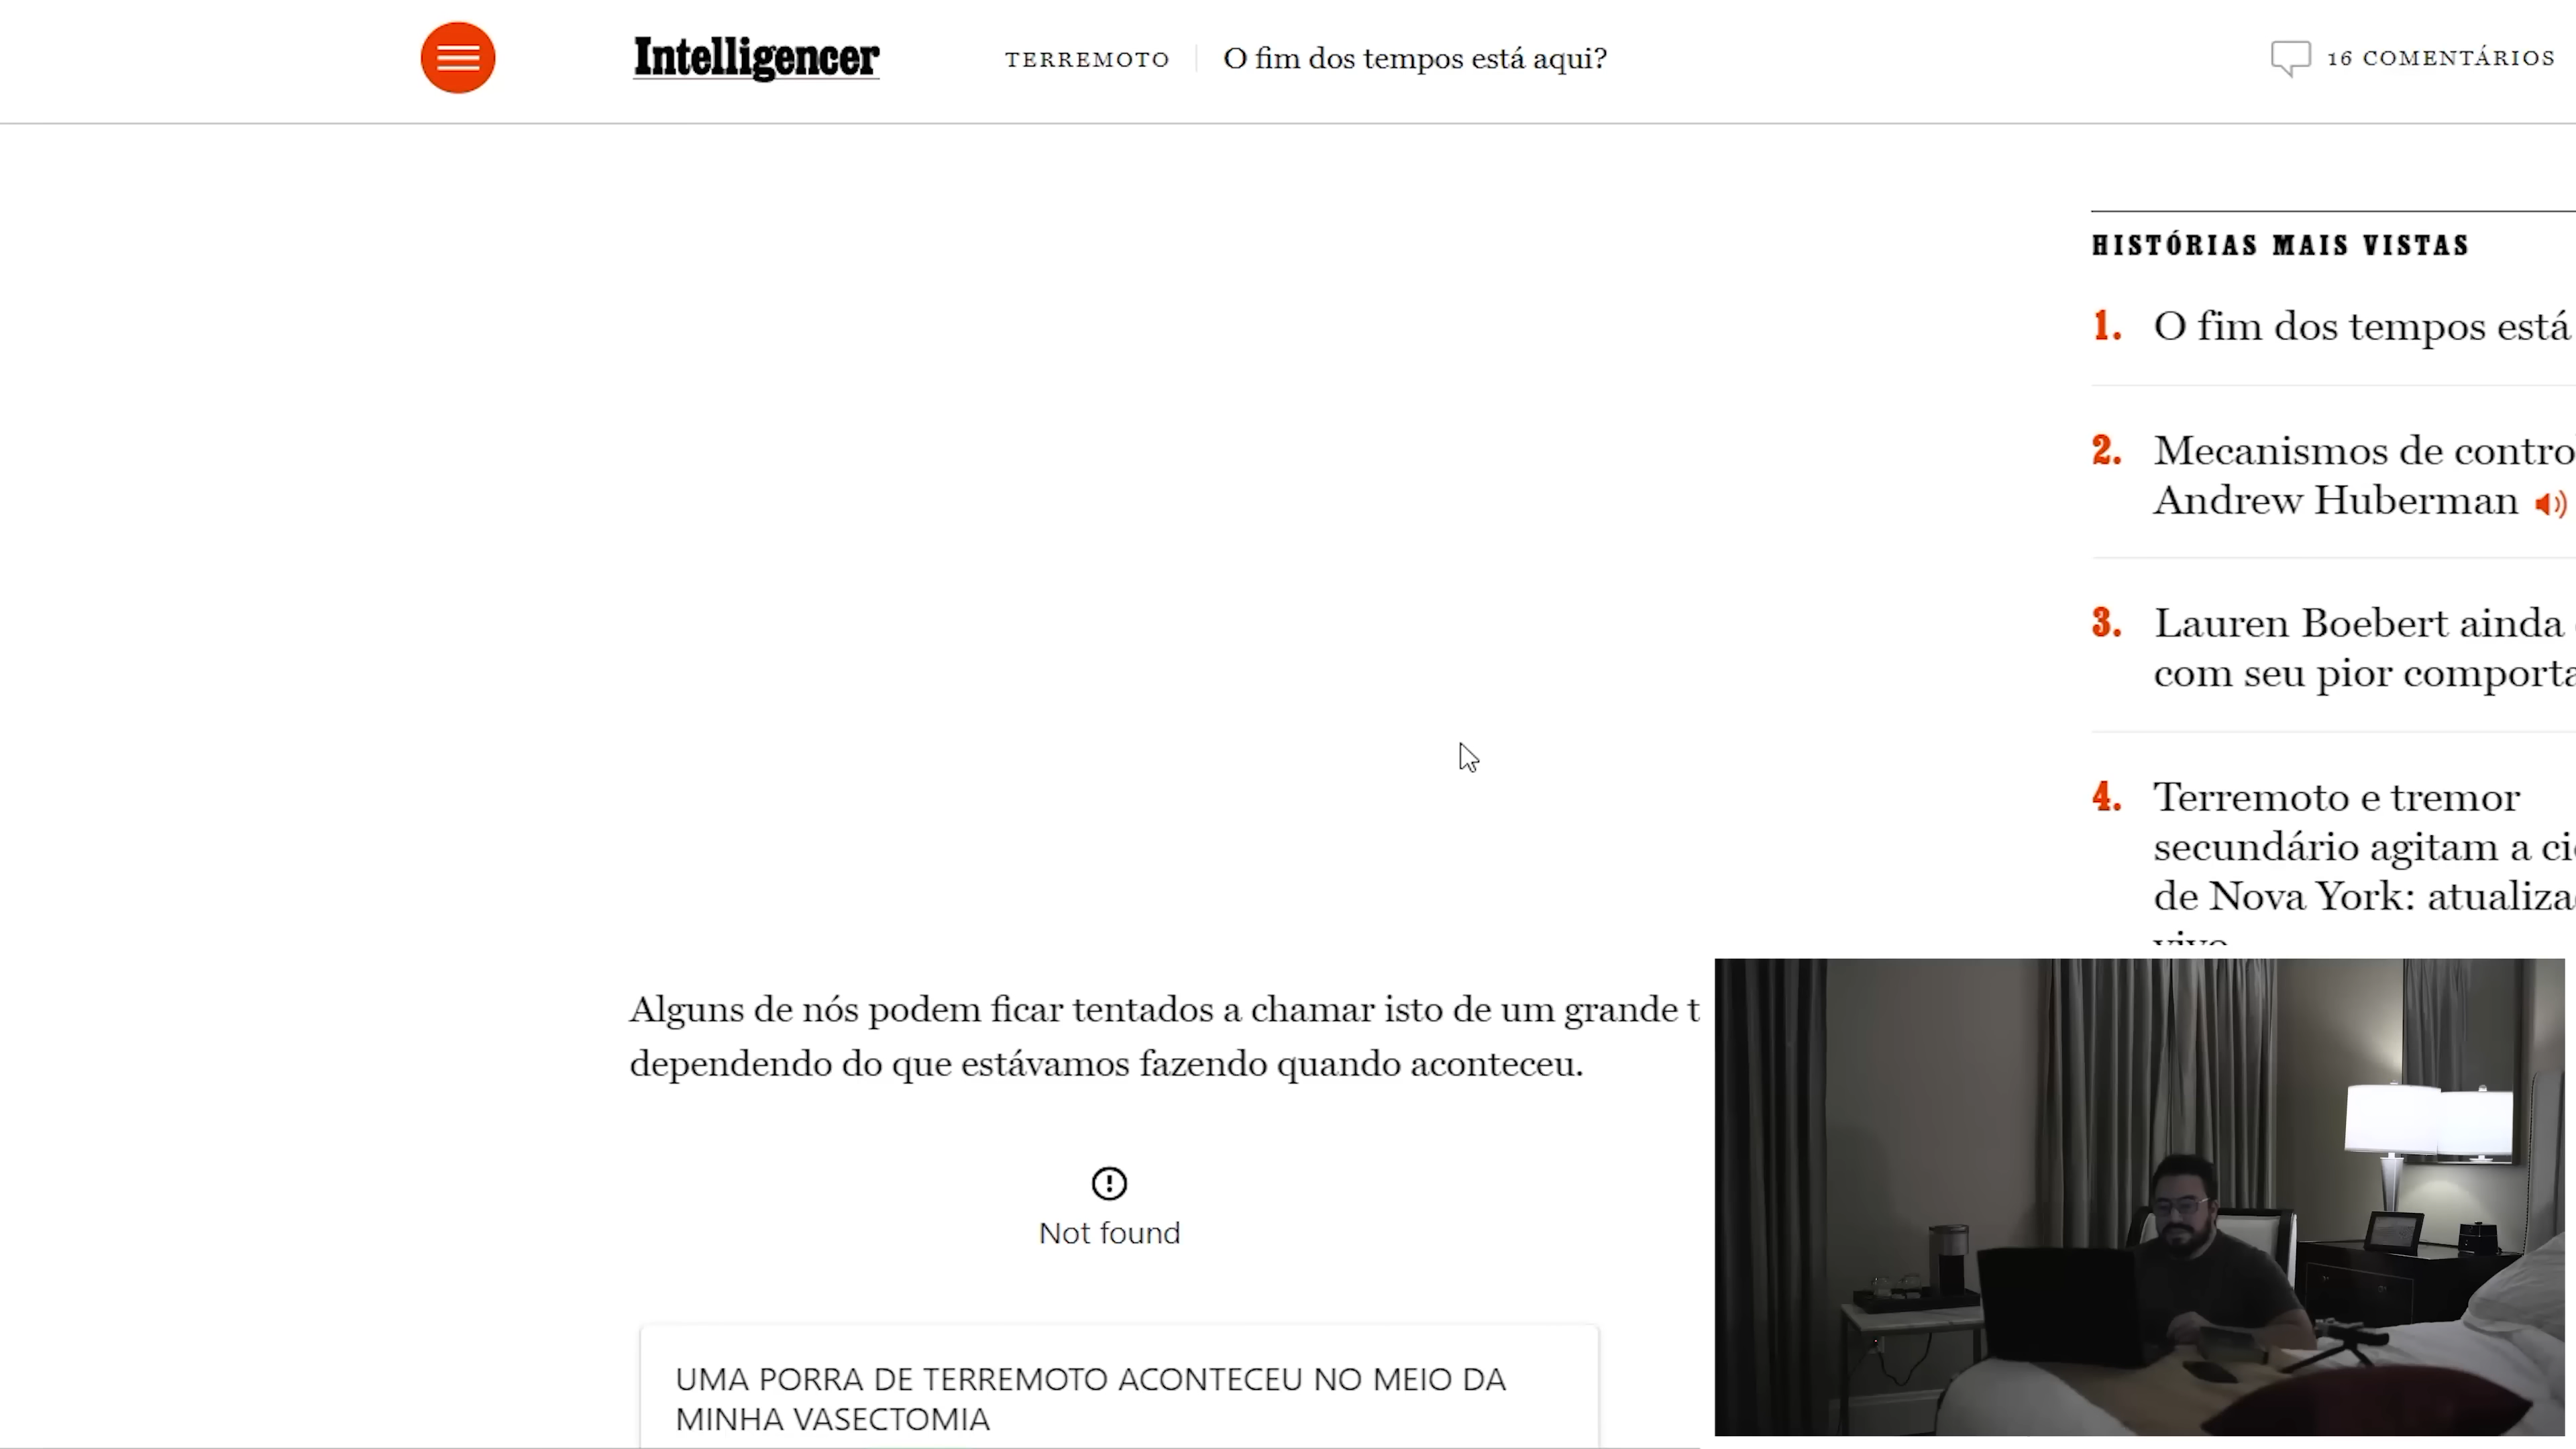 Intelligencer
TERREMOTO
O fim dos tempos está aqui?
16 COMENTÁRIOS
HISTÓRIAS MAIS VISTAS
1. O fim dos tempos está
2. Mecanismos de contro
Andrew Huberman
3. Lauren Boebert ainda
com seu pior comporta
4. Terremoto e tremor
secundário agitam a ci
de Nova York: atualiza
vivo
Alguns de nós podem ficar tentados a chamar isto de um grande t
dependendo do que estávamos fazendo quando aconteceu.
Not found
UMA PORRA DE TERREMOTO ACONTECEU NO MEIO DA
MINHA VASECTOMIA